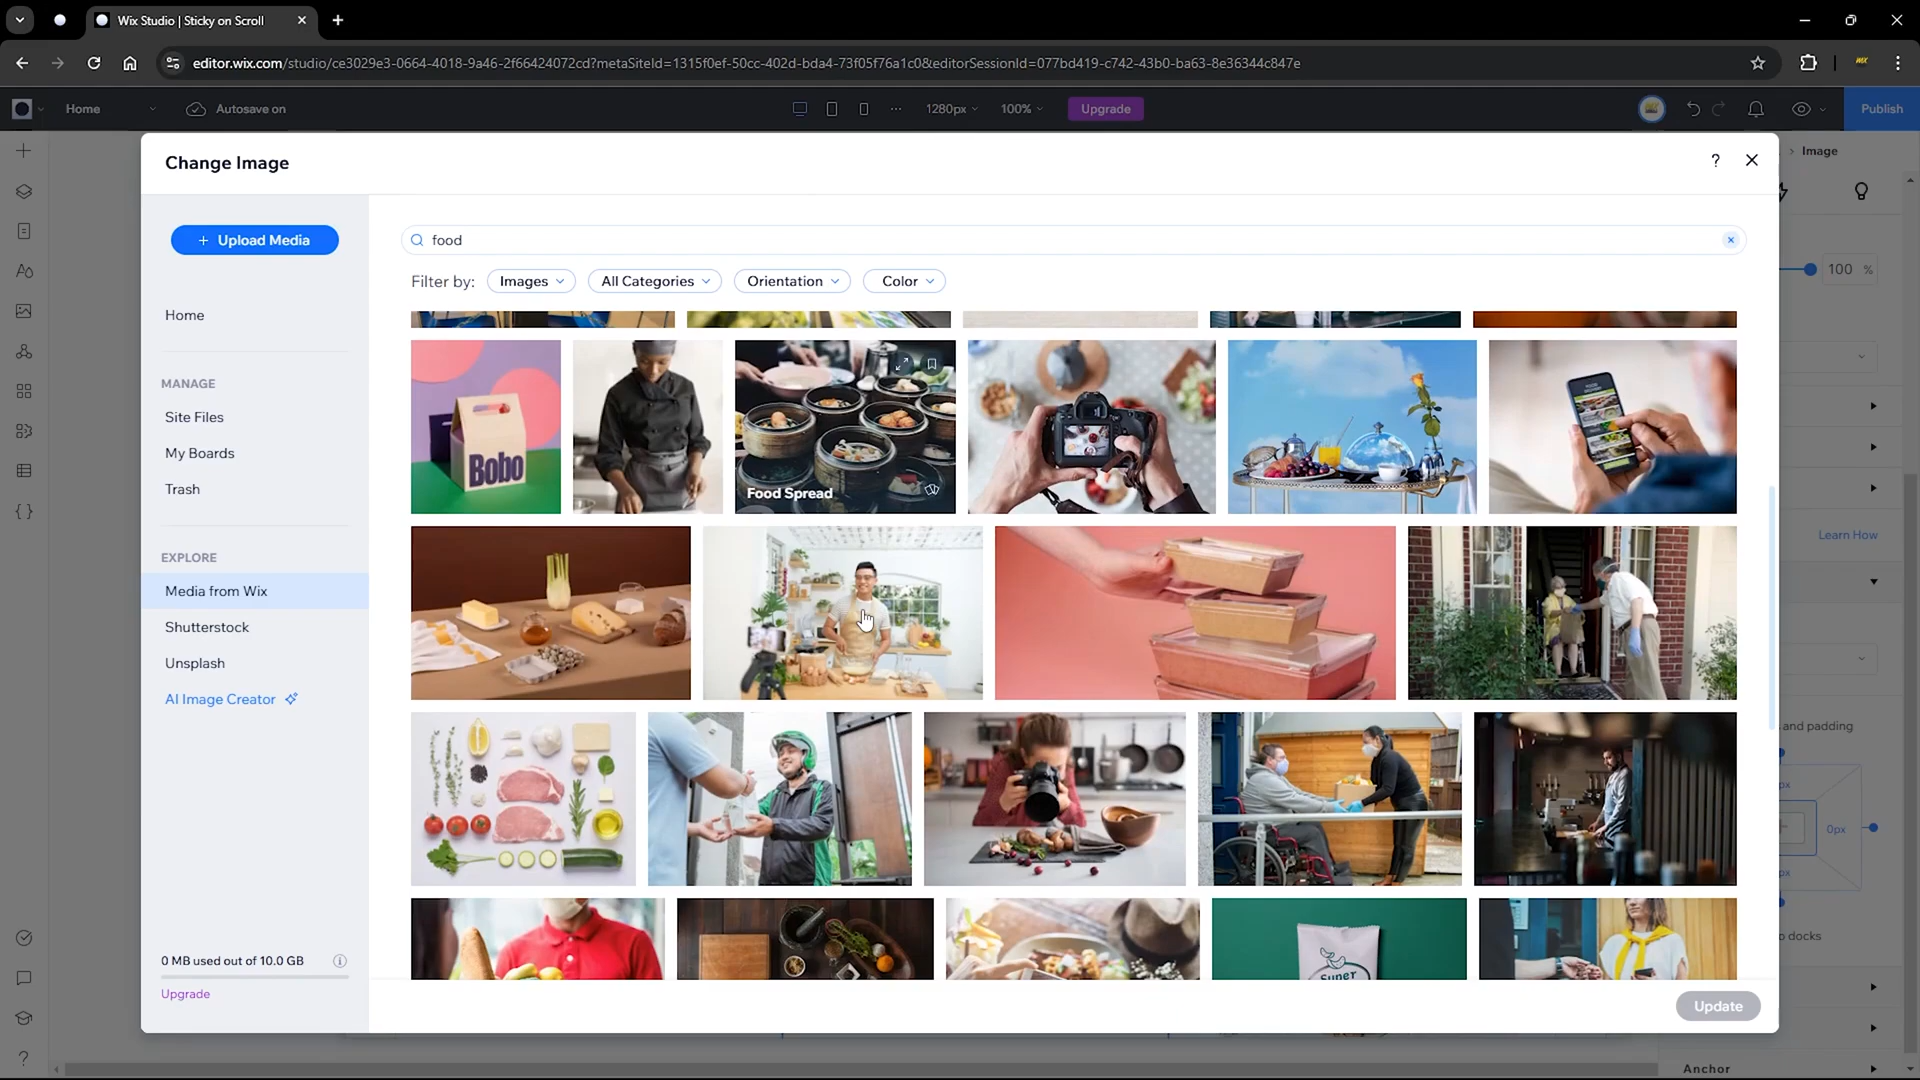 Wix Studio | Sticky on Scroll
editor.wix.com/studio/ce3029e3-0664-4018-9a46-2f66424072cd?metaSiteId=1315f0ef-50cc-402d-bda4-73f05f76a1c0&editorSessionId=077bd419-c742-43b0-ba63-8e36344c847e
Home
Autosave on
1280px
100%
Upgrade
Publish
Change Image
?
Image
+ Upload Media
food
100 %
Filter by:
Images
All Categories
Orientation
Color
Home
MANAGE
Site Files
My Boards
Trash
Bobo
Food Spread
EXPLORE
Media from Wix
Shutterstock
Unsplash
AI Image Creator
Learn How
and padding
px
0px
px
o docks
Super
0 MB used out of 10.0 GB
Upgrade
Update
Anchor